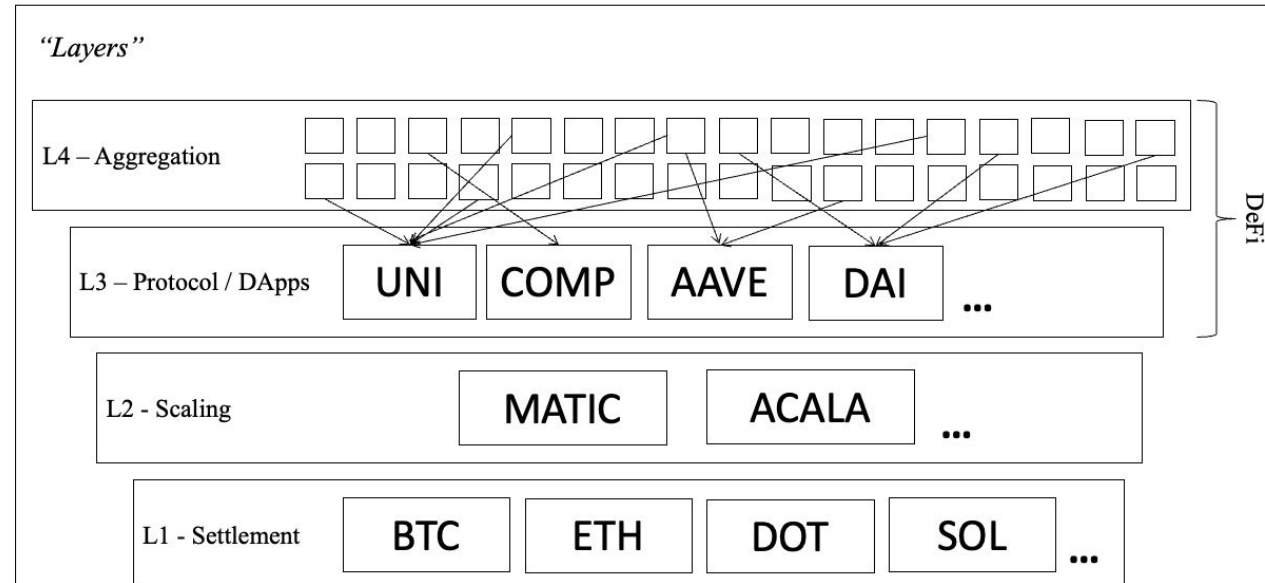 “Layers”
L4 – Aggregation
DeFi
L3 – Protocol / DApps
UNI
COMP
AAVE
DAI
...
L2 - Scaling
MATIC
ACALA
...
L1 - Settlement
BTC
ETH
DOT
SOL
...